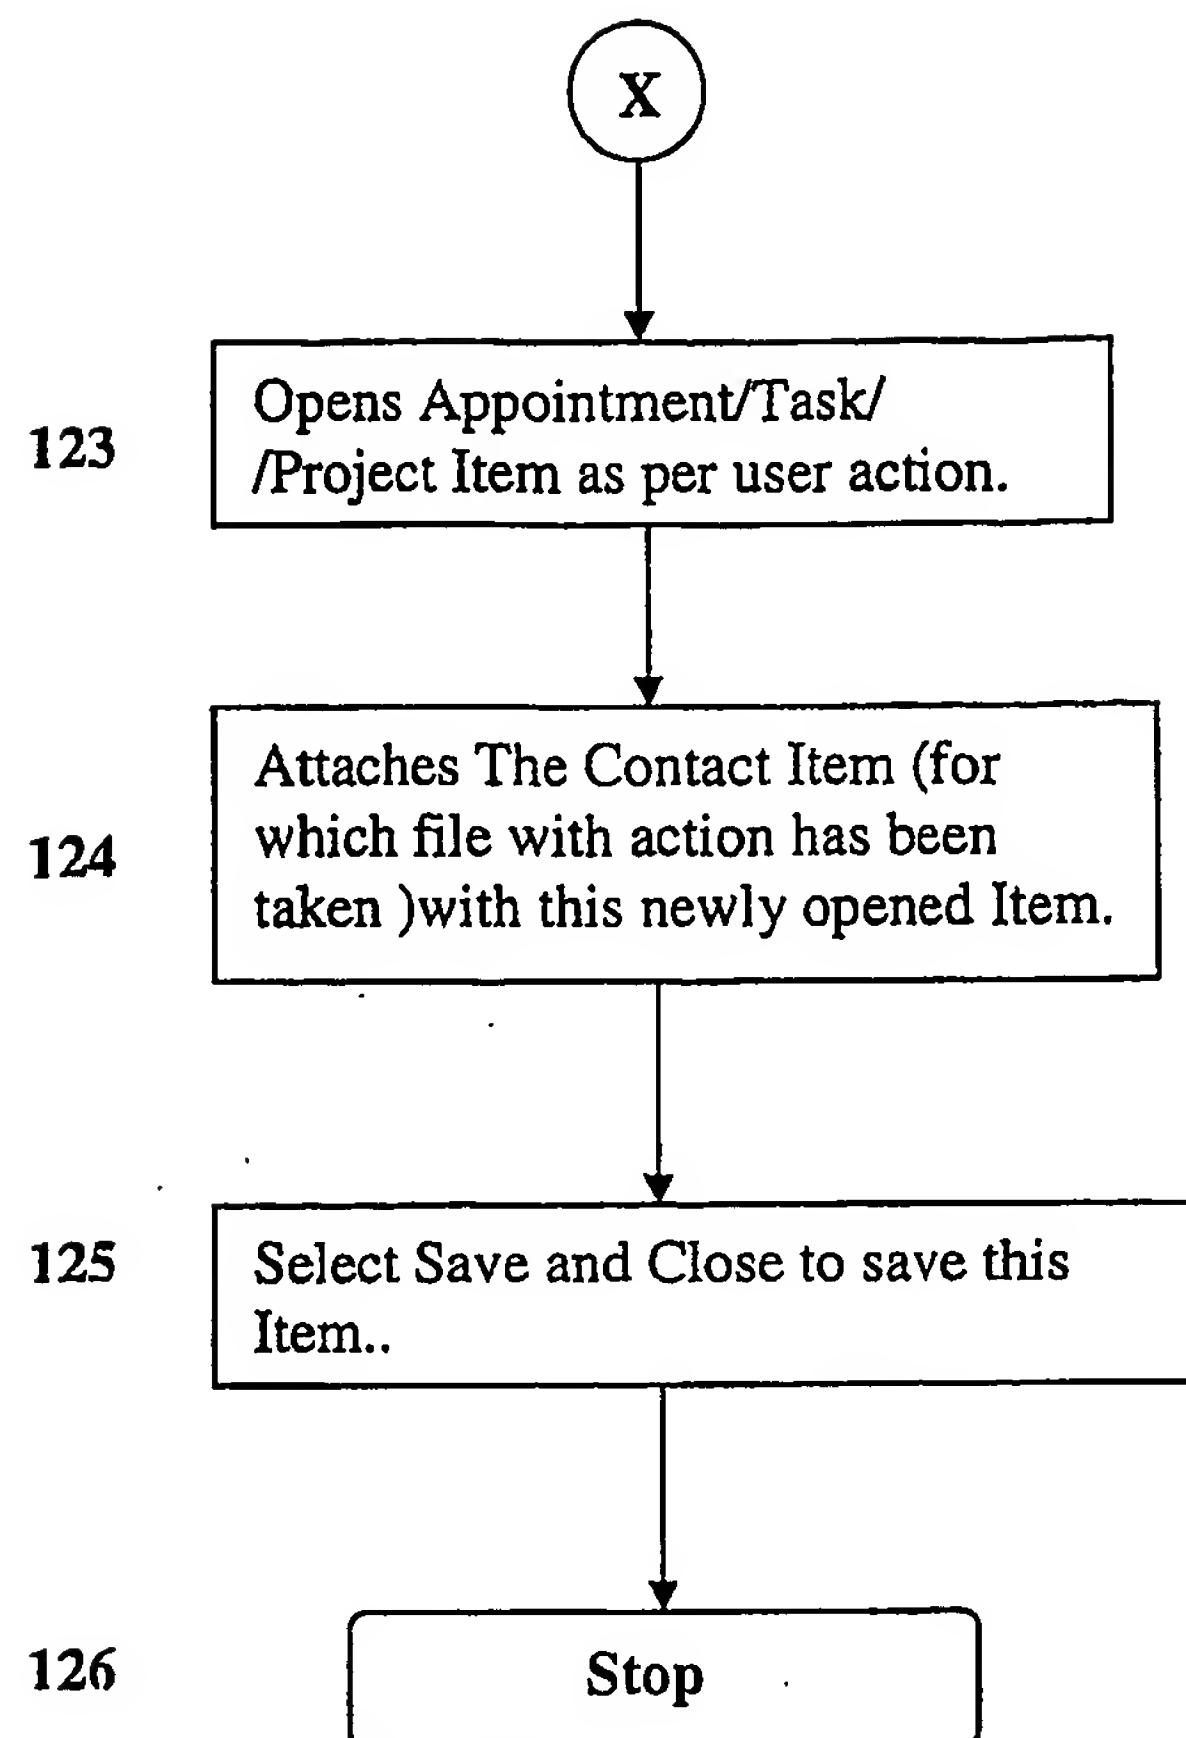 X
123
Opens Appointment/Task/
/Project Item as per user action.
124
Attaches The Contact Item (for
which file with action has been
taken )with this newly opened Item.
125
Select Save and Close to save this
Item..
126
Stop